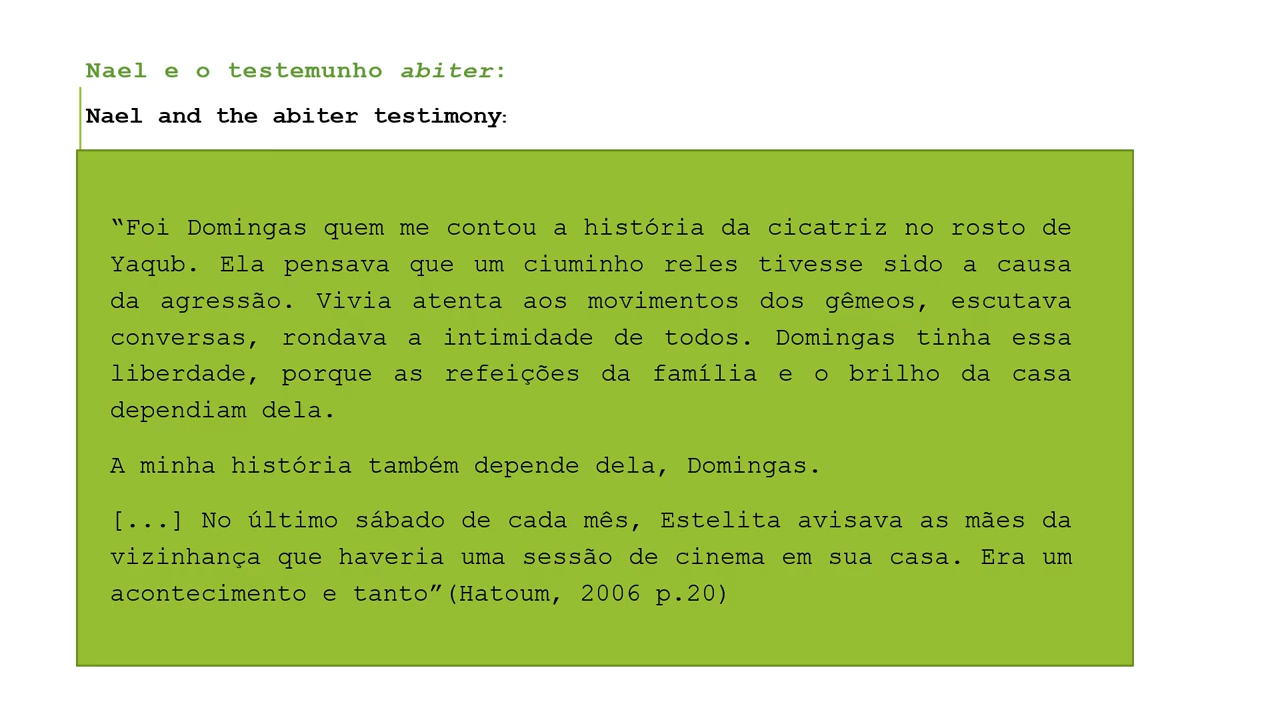 Nael e o testemunho abiter:
Nael and the abiter testimony:
“Foi Domingas quem me contou a história da cicatriz no rosto de
Yaqub. Ela pensava que um ciuminho reles tivesse sido a causa
da agressão. Vivia atenta aos movimentos dos gêmeos, escutava
conversas, rondava a intimidade de todos. Domingas tinha essa
liberdade, porque as refeições da família e o brilho da casa
dependiam dela.
A minha história também depende dela, Domingas.
[...] No último sábado de cada mês, Estelita avisava as mães da
vizinhança que haveria uma sessão de cinema em sua casa. Era um
acontecimento e tanto”(Hatoum, 2006 p.20)